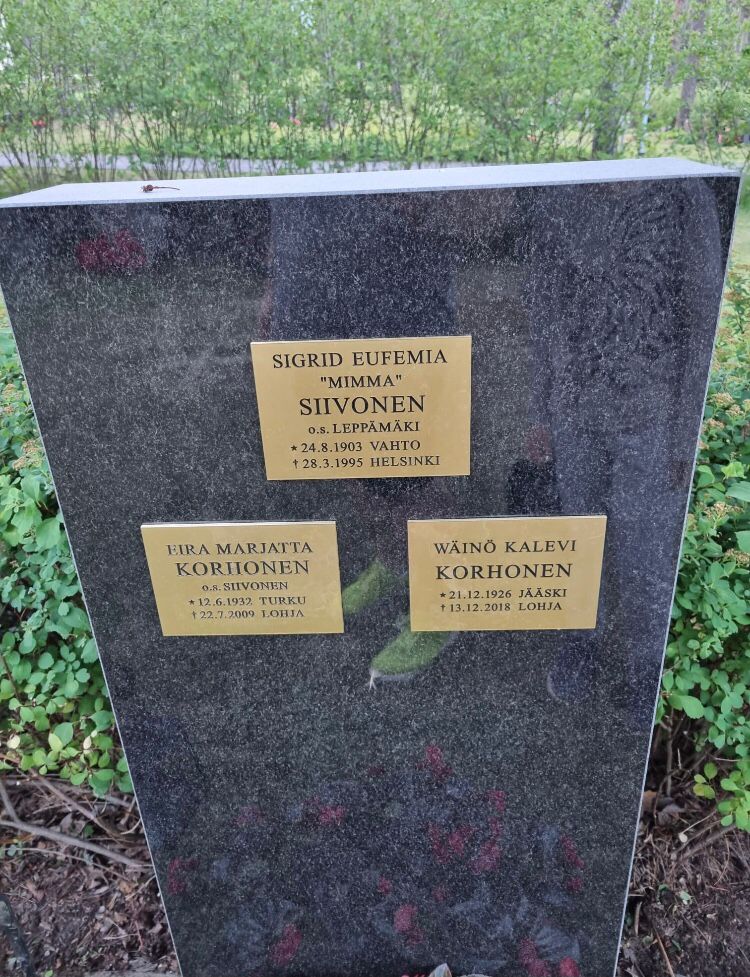 SIGRID EUFEMIA
"MIMMA"
SIIVONEN
o.s. LEPPÄMÄKI
* 24.8.1903 VAHTO
† 28.3.1995 HELSINKI
EIRA MARJATTA
KORHONEN
o.s. SIIVONEN
* 12.6.1932 TURKU
† 22.7.2009 LOHJA
WÄINÖ KALEVI
KORHONEN
* 21.12.1926 JÄÄSKI
† 13.12.2018 LOHJA